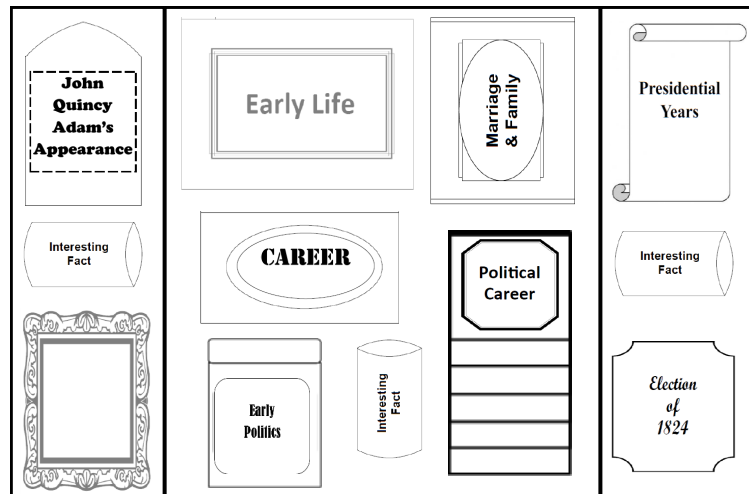 John
Quincy
Adam's
Appearance
Interesting
Fact
Early Life
Marriage
& Family
CAREER
Political
Career
Early
Politics
Interesting
Fact
Presidential
Years
Interesting
Fact
Election
of
1824